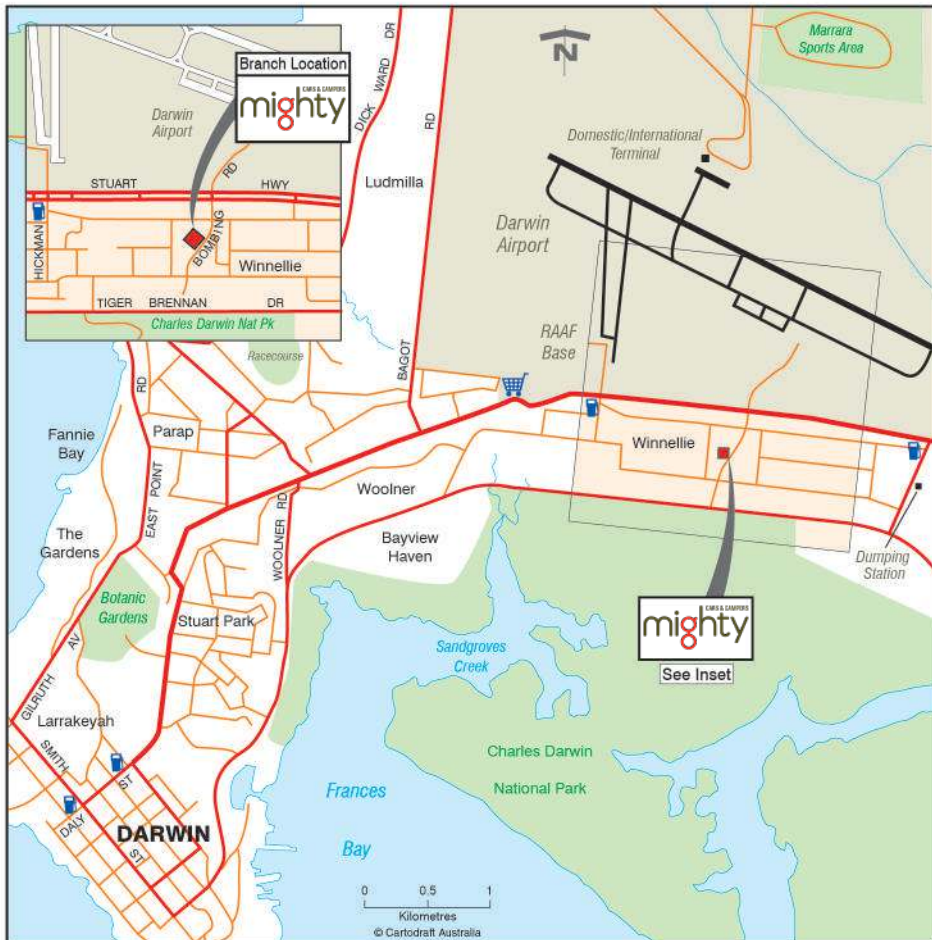 Branch Location
CARS & CAMPERS
mighty
Darwin
Airport
RD
STUART
HWY
HICKMAN
BOMBING
Winnellie
TIGER
BRENNAN
DR
Charles Darwin Nat Pk
DICK
WARD
DR
RD
Ludmilla
BAGOT
N
Marrara
Sports Area
Domestic/International
Terminal
Darwin
Airport
RAAF
Base
Racecourse
RD
Parap
Fannie
Bay
EAST
POINT
The
Gardens
Woolner
WOOLNER
RD
Bayview
Haven
Winnellie
Dumping
Station
Botanic
Gardens
Stuart Park
Sandgroves
Creek
CARS & CAMPERS
mighty
See Inset
GILRUTH
AV
Larrakeyah
SMITH
ST
DALY
ST
DARWIN
Charles Darwin
National Park
Frances
Bay
0 0.5 1
Kilometres
© Cartodraft Australia